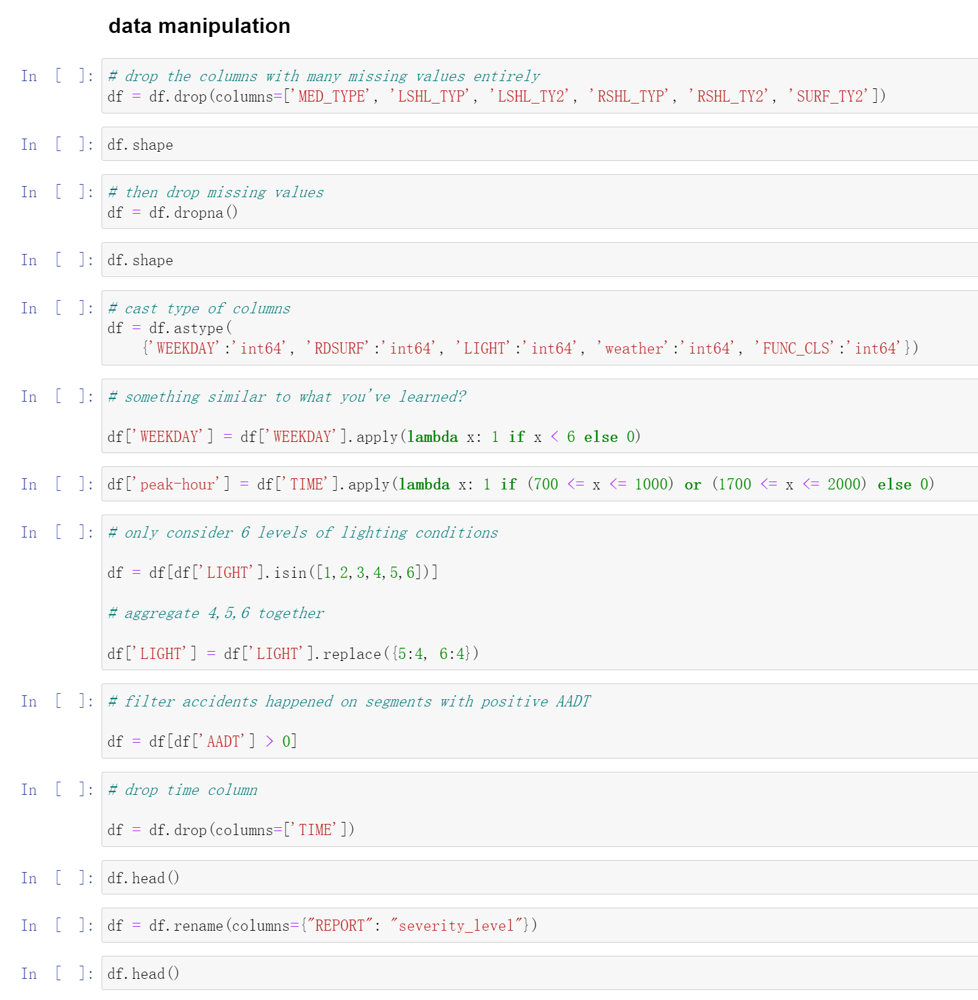 data manipulation
In [ ]: # drop the columns with many missing values entirely
df = df.drop(columns=['MED_TYPE', 'LSHL_TYP', 'LSHL_TY2', 'RSHL_TYP', 'RSHL_TY2', 'SURF_TY2'])
In [ ]: df.shape
In [ ]: # then drop missing values
df = df.dropna()
In [ ]: df.shape
In [ ]: # cast type of columns
df = df.astype(
    {'WEEKDAY':'int64', 'RDSURF':'int64', 'LIGHT':'int64', 'weather':'int64', 'FUNC_CLS':'int64'})
In [ ]: # something similar to what you've learned?
df['WEEKDAY'] = df['WEEKDAY'].apply(lambda x: 1 if x < 6 else 0)
In [ ]: df['peak-hour'] = df['TIME'].apply(lambda x: 1 if (700 <= x <= 1000) or (1700 <= x <= 2000) else 0)
In [ ]: # only consider 6 levels of lighting conditions
df = df[df['LIGHT'].isin([1,2,3,4,5,6])]
# aggregate 4,5,6 together
df['LIGHT'] = df['LIGHT'].replace({5:4, 6:4})
In [ ]: # filter accidents happened on segments with positive AADT
df = df[df['AADT'] > 0]
In [ ]: # drop time column
df = df.drop(columns=['TIME'])
In [ ]: df.head()
In [ ]: df = df.rename(columns={"REPORT": "severity_level"})
In [ ]: df.head()